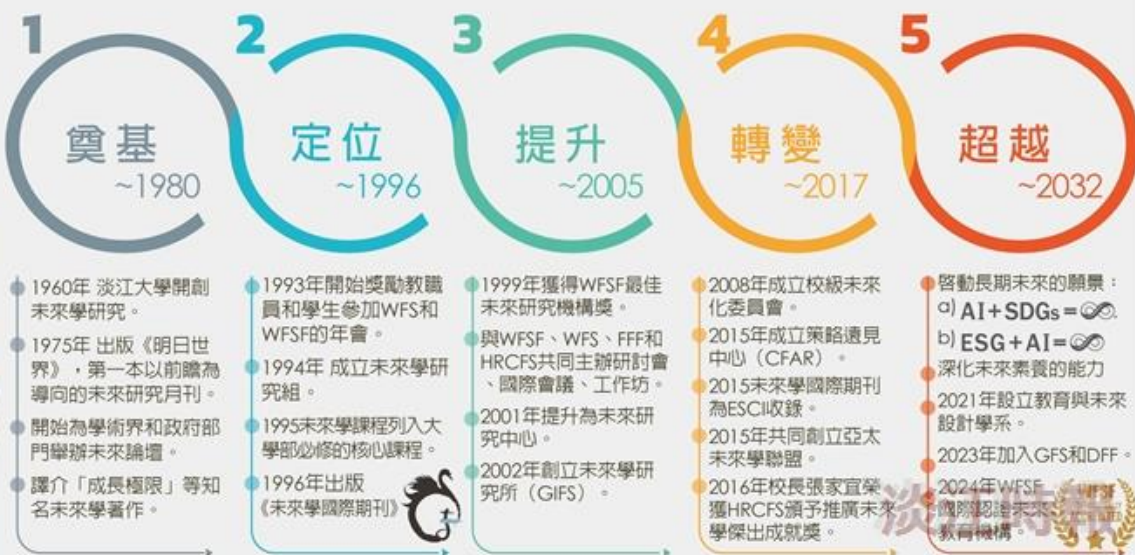 1
奠基
~1980
1960年 淡江大學開創
未來學研究。
1975年 出版《明日世
界》，第一本以前瞻為
導向的未來研究月刊。
開始為學術界和政府部
門舉辦未來論壇。
譯介「成長極限」等知
名未來學著作。
2
定位
~1996
1993年開始獎勵教職
員和學生參加WFS和
WFSF的年會。
1994年 成立未來學研
究組。
1995未來學課程列入大
學部必修的核心課程。
1996年出版
《未來學國際期刊》
3
提升
~2005
1999年獲得WFSF最佳
未來研究機構獎。
與WFSF、WFS、FFF和
HRCFS共同主辦研討會
、國際會議、工作坊。
2001年提升為未來研
究中心。
2002年創立未來學研
究所（GIFS）。
4
轉變
~2017
2008年成立校級未來
化委員會。
2015年成立策略遠見
中心（CFAR）。
2015未來學國際期刊
為ESCI收錄。
2015年共同創立亞太
未來學聯盟。
2016年校長張家宜榮
獲HRCFS頒予推廣未來
學傑出成就獎。
5
超越
~2032
啓動長期未來的願景：
a) AI+SDGs=∞
b) ESG+AI=∞
深化未來素養的能力
2021年設立教育與未來
設計學系。
2023年加入GFS和DFF。
2024年WFSF
國際認證未來
教育機構。
WFSF
淡江時報